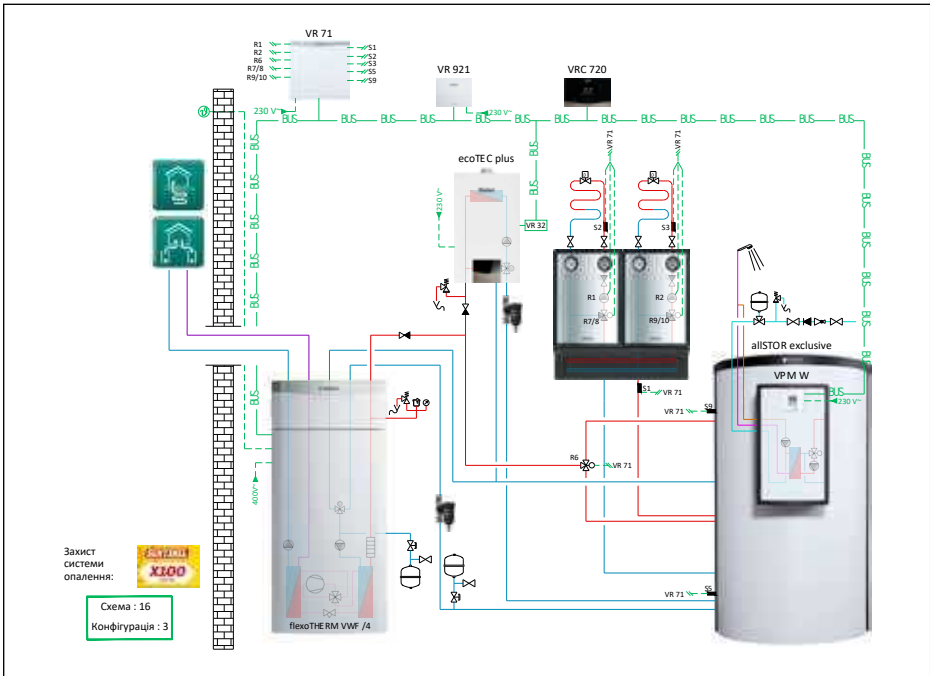 VR 71
VR 921
VRC 720
R1
R2
R6
R7/8
R9/10
S1
S2
S3
S5
S9
230 V~
230 V~
BUS BUS BUS BUS BUS BUS BUS BUS BUS
ecoTEC plus
VR 71
VR 71
BUS
BUS
BUS
BUS
230 V~
VR 32
S2
S3
R1
R2
R7/8
R9/10
BUS
BUS
BUS
BUS
allSTOR exclusive
VPM W
230 V~
S1
VR 71
S9
VR 71
R6
VR 71
400V~
S5
VR 71
Захист
системи
опалення:
X100
Схема : 16
Конфігурація : 3
flexoTHERM VWF /4